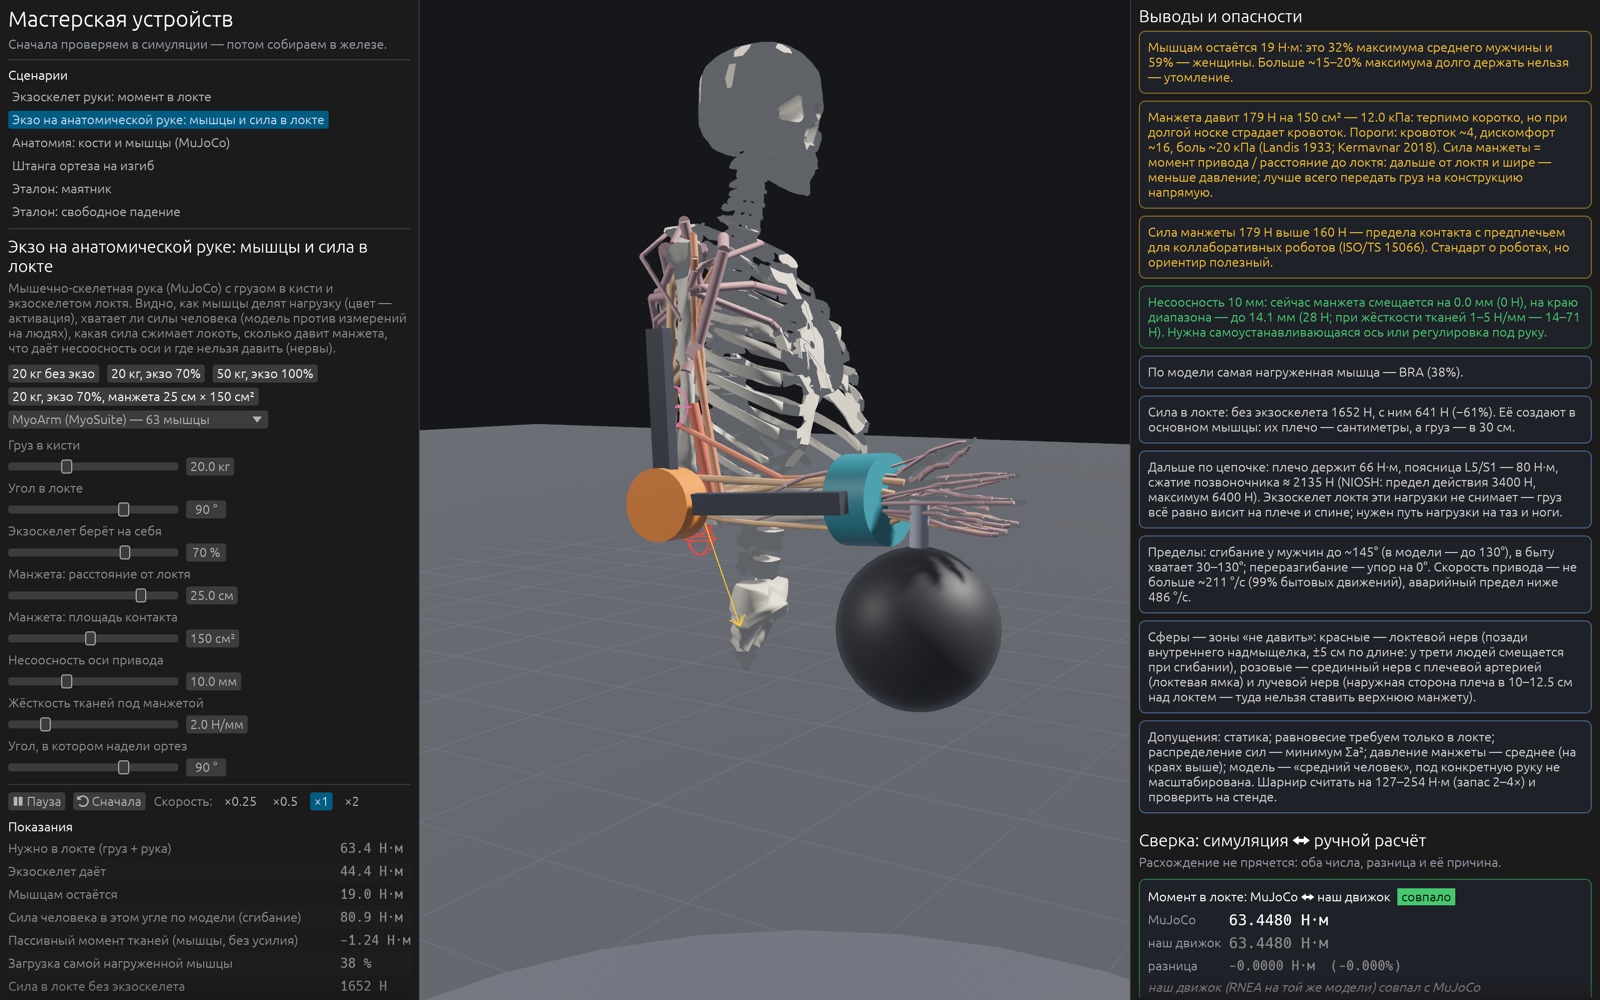 Мастерская устройств
Сначала проверяем в симуляции — потом собираем в железе.
Сценарии
Экзоскелет руки: момент в локте
Экзо на анатомической руке: мышцы и сила в локте
Анатомия: кости и мышцы (MuJoCo)
Штанга ортеза на изгиб
Эталон: маятник
Эталон: свободное падение
Экзо на анатомической руке: мышцы и сила в
локте
Мышечно-скелетная рука (MuJoCo) с грузом в кисти и
экзоскелетом локтя. Видно, как мышцы делят нагрузку (цвет —
активация), хватает ли силы человека (модель против измерений
на людях), какая сила сжимает локоть, сколько давит манжета,
что даёт несоосность оси и где нельзя давить (нервы).
20 кг без экзо
20 кг, экзо 70%
50 кг, экзо 100%
20 кг, экзо 70%, манжета 25 см × 150 см²
MyoArm (MyoSuite) — 63 мышцы
Груз в кисти
20.0 кг
Угол в локте
90 °
Экзоскелет берёт на себя
70 %
Манжета: расстояние от локтя
25.0 см
Манжета: площадь контакта
150 см²
Несоосность оси привода
10.0 мм
Жёсткость тканей под манжетой
2.0 Н/мм
Угол, в котором надели ортез
90 °
Пауза
Сначала
Скорость:
×0.25
×0.5
×1
×2
Показания
Нужно в локте (груз + рука) 63.4 Н·м
Экзоскелет даёт 44.4 Н·м
Мышцам остаётся 19.0 Н·м
Сила человека в этом угле по модели (сгибание) 80.9 Н·м
Пассивный момент тканей (мышцы, без усилия) −1.24 Н·м
Загрузка самой нагруженной мышцы 38 %
Сила в локте без экзоскелета 1652 Н
Выводы и опасности
Мышцам остаётся 19 Н·м: это 32% максимума среднего мужчины и
59% — женщины. Больше ~15–20% максимума долго держать нельзя
— утомление.
Манжета давит 179 Н на 150 см² — 12.0 кПа: терпимо коротко, но при
долгой носке страдает кровоток. Пороги: кровоток ~4, дискомфорт
~16, боль ~20 кПа (Landis 1933; Kermavnar 2018). Сила манжеты =
момент привода / расстояние до локтя: дальше от локтя и шире —
меньше давление; лучше всего передать груз на конструкцию
напрямую.
Сила манжеты 179 Н выше 160 Н — предела контакта с предплечьем
для коллаборативных роботов (ISO/TS 15066). Стандарт о роботах, но
ориентир полезный.
Несоосность 10 мм: сейчас манжета смещается на 0.0 мм (0 Н), на краю
диапазона — до 14.1 мм (28 Н; при жёсткости тканей 1–5 Н/мм — 14–71
Н). Нужна самоустанавливающаяся ось или регулировка под руку.
По модели самая нагруженная мышца — BRA (38%).
Сила в локте: без экзоскелета 1652 Н, с ним 641 Н (−61%). Её создают в
основном мышцы: их плечо — сантиметры, а груз — в 30 см.
Дальше по цепочке: плечо держит 66 Н·м, поясница L5/S1 — 80 Н·м,
сжатие позвоночника ≈ 2135 Н (NIOSH: предел действия 3400 Н,
максимум 6400 Н). Экзоскелет локтя эти нагрузки не снимает — груз
всё равно висит на плече и спине; нужен путь нагрузки на таз и ноги.
Пределы: сгибание у мужчин до ~145° (в модели — до 130°), в быту
хватает 30–130°; переразгибание — упор на 0°. Скорость привода — не
больше ~211 °/с (99% бытовых движений), аварийный предел ниже
486 °/с.
Сферы — зоны «не давить»: красные — локтевой нерв (позади
внутреннего надмыщелка, ±5 см по длине: у трети людей смещается
при сгибании), розовые — срединный нерв с плечевой артерией
(локтевая ямка) и лучевой нерв (наружная сторона плеча в 10–12.5 см
над локтем — туда нельзя ставить верхнюю манжету).
Допущения: статика; равновесие требуем только в локте;
распределение сил — минимум Σa²; давление манжеты — среднее (на
краях выше); модель — «средний человек», под конкретную руку не
масштабирована. Шарнир считать на 127–254 Н·м (запас 2–4×) и
проверить на стенде.
Сверка: симуляция ⬌ ручной расчёт
Расхождение не прячется: оба числа, разница и её причина.
Момент в локте: MuJoCo ⬌ наш движок совпало
MuJoCo 63.4480 Н·м
наш движок 63.4480 Н·м
разница −0.0000 Н·м (−0.000%)
наш движок (RNEA на той же модели) совпал с MuJoCo